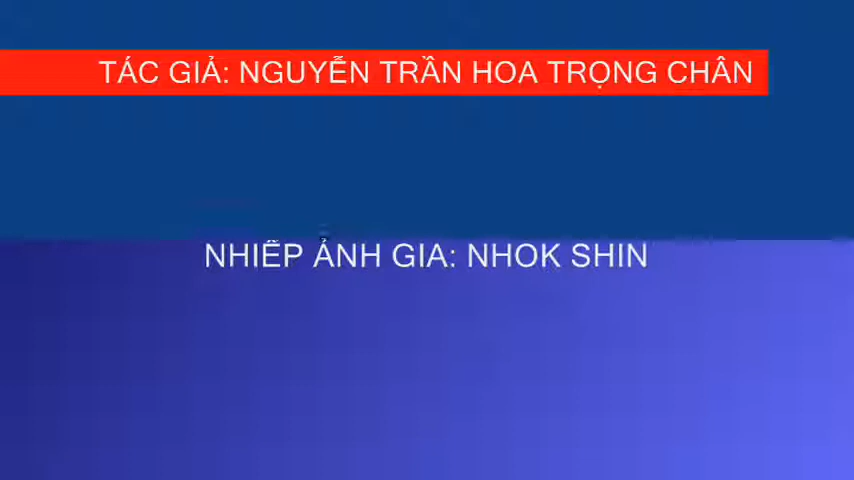 TÁC GIẢ: NGUYỄN TRẦN HOA TRỌNG CHÂN
NHIẾP ẢNH GIA: NHOK SHIN